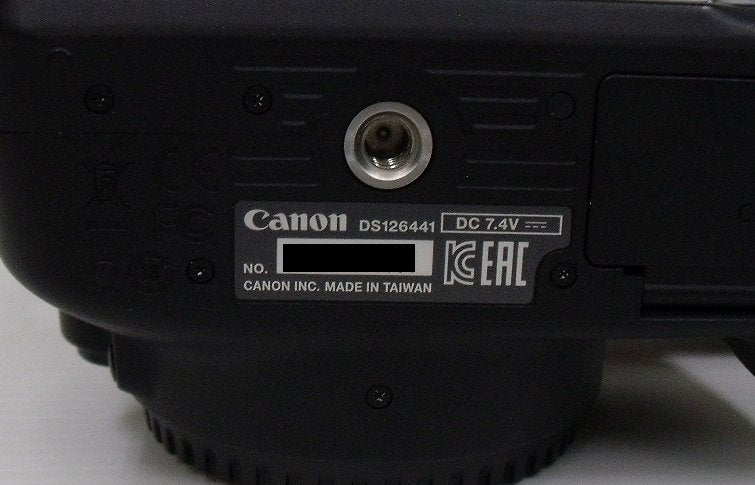 Canon DS126441 DC 7.4V
NO.
EAC
CANON INC. MADE IN TAIWAN